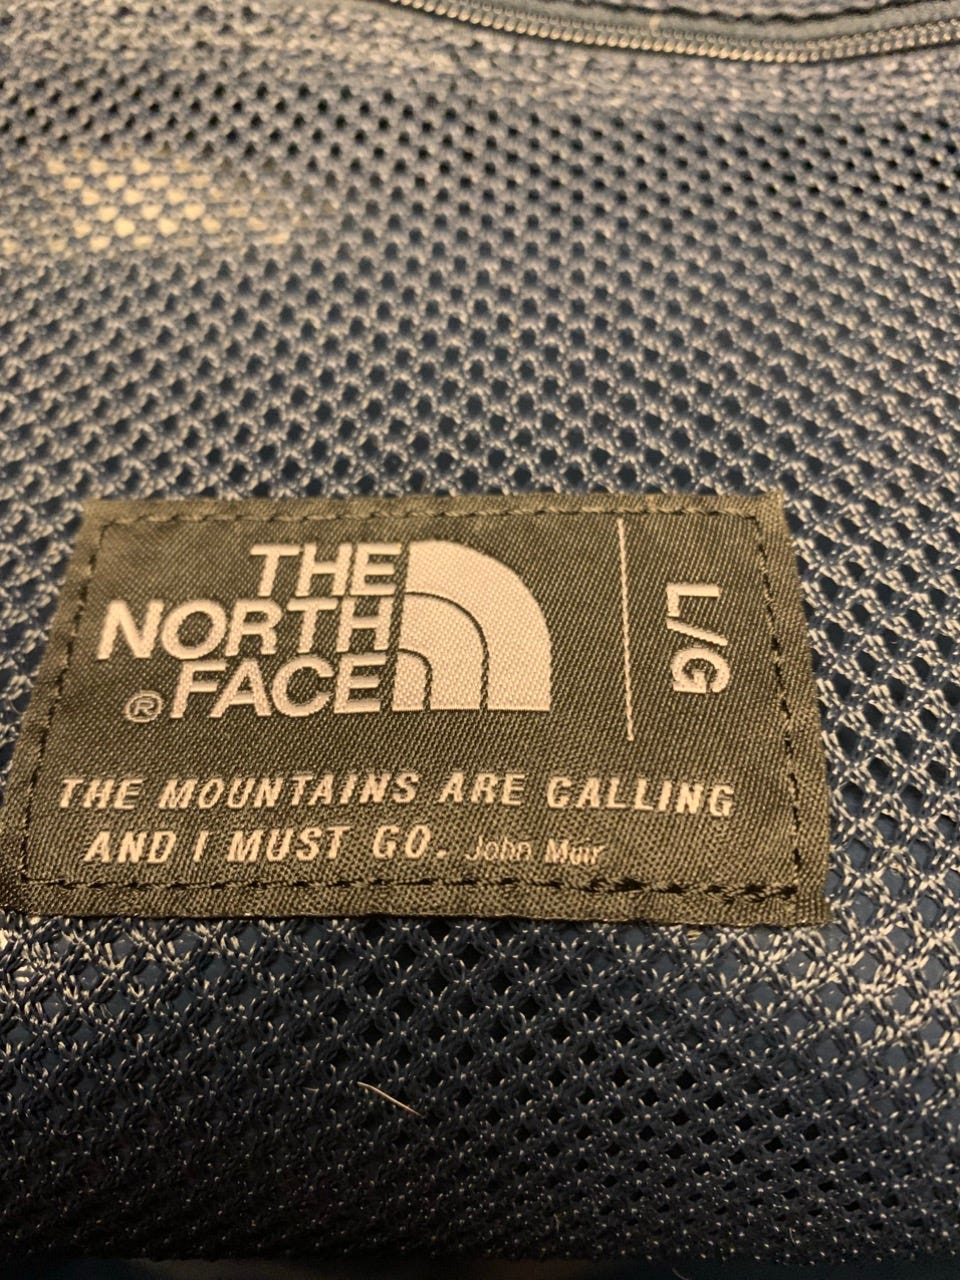 THE
NORTH
® FACE
L/G
THE MOUNTAINS ARE CALLING
AND I MUST GO. John Muir